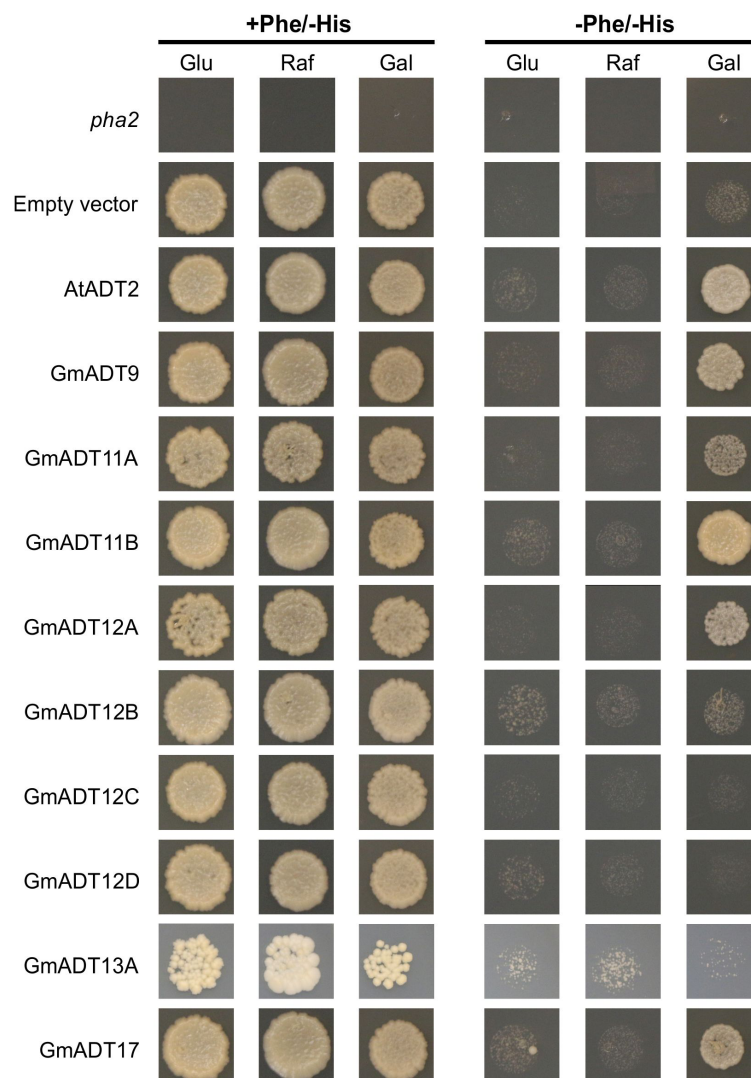 +Phe/-His -Phe/-His
Glu Raf Gal Glu Raf Gal
pha2
Empty vector
AtADT2
GmADT9
GmADT11A
GmADT11B
GmADT12A
GmADT12B
GmADT12C
GmADT12D
GmADT13A
GmADT17